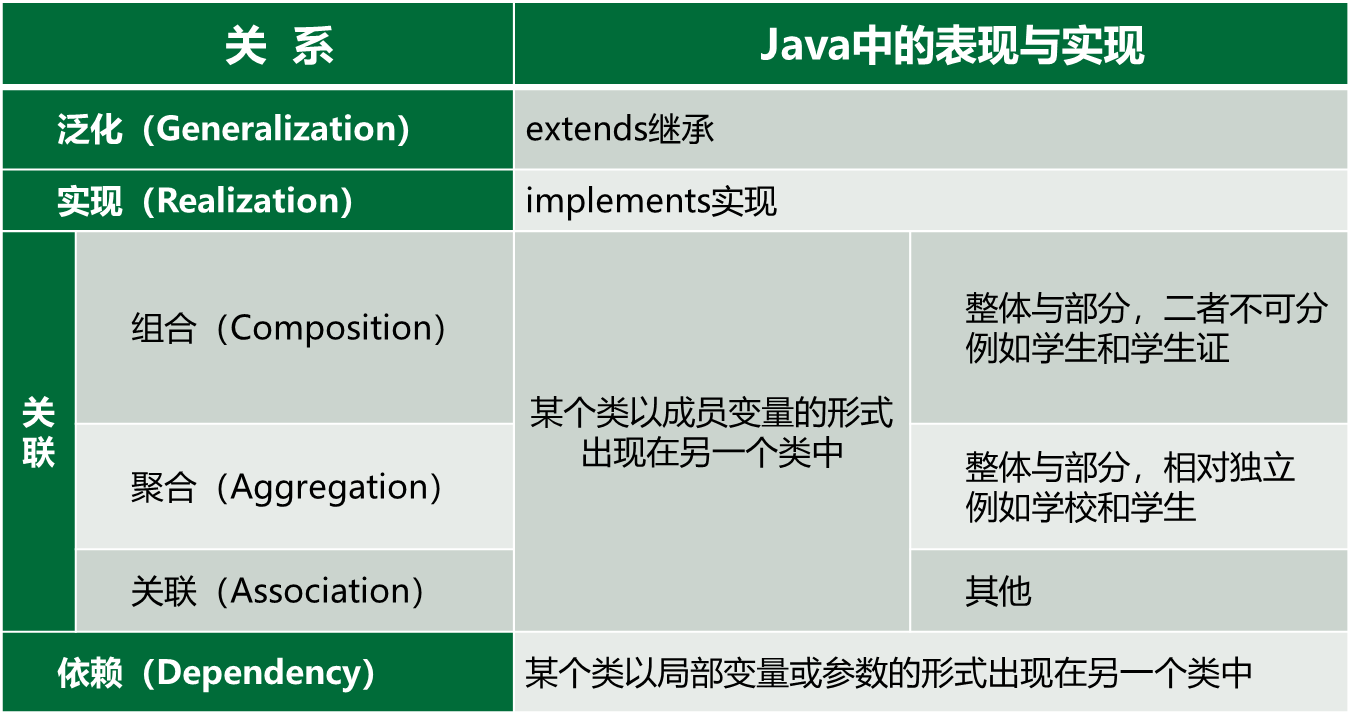 关 系
Java中的表现与实现
泛化（Generalization）
extends继承
实现（Realization）
implements实现
关
联
组合（Composition）
某个类以成员变量的形式
出现在另一个类中
整体与部分，二者不可分
例如学生和学生证
聚合（Aggregation）
整体与部分，相对独立
例如学校和学生
关联（Association）
其他
依赖（Dependency）
某个类以局部变量或参数的形式出现在另一个类中